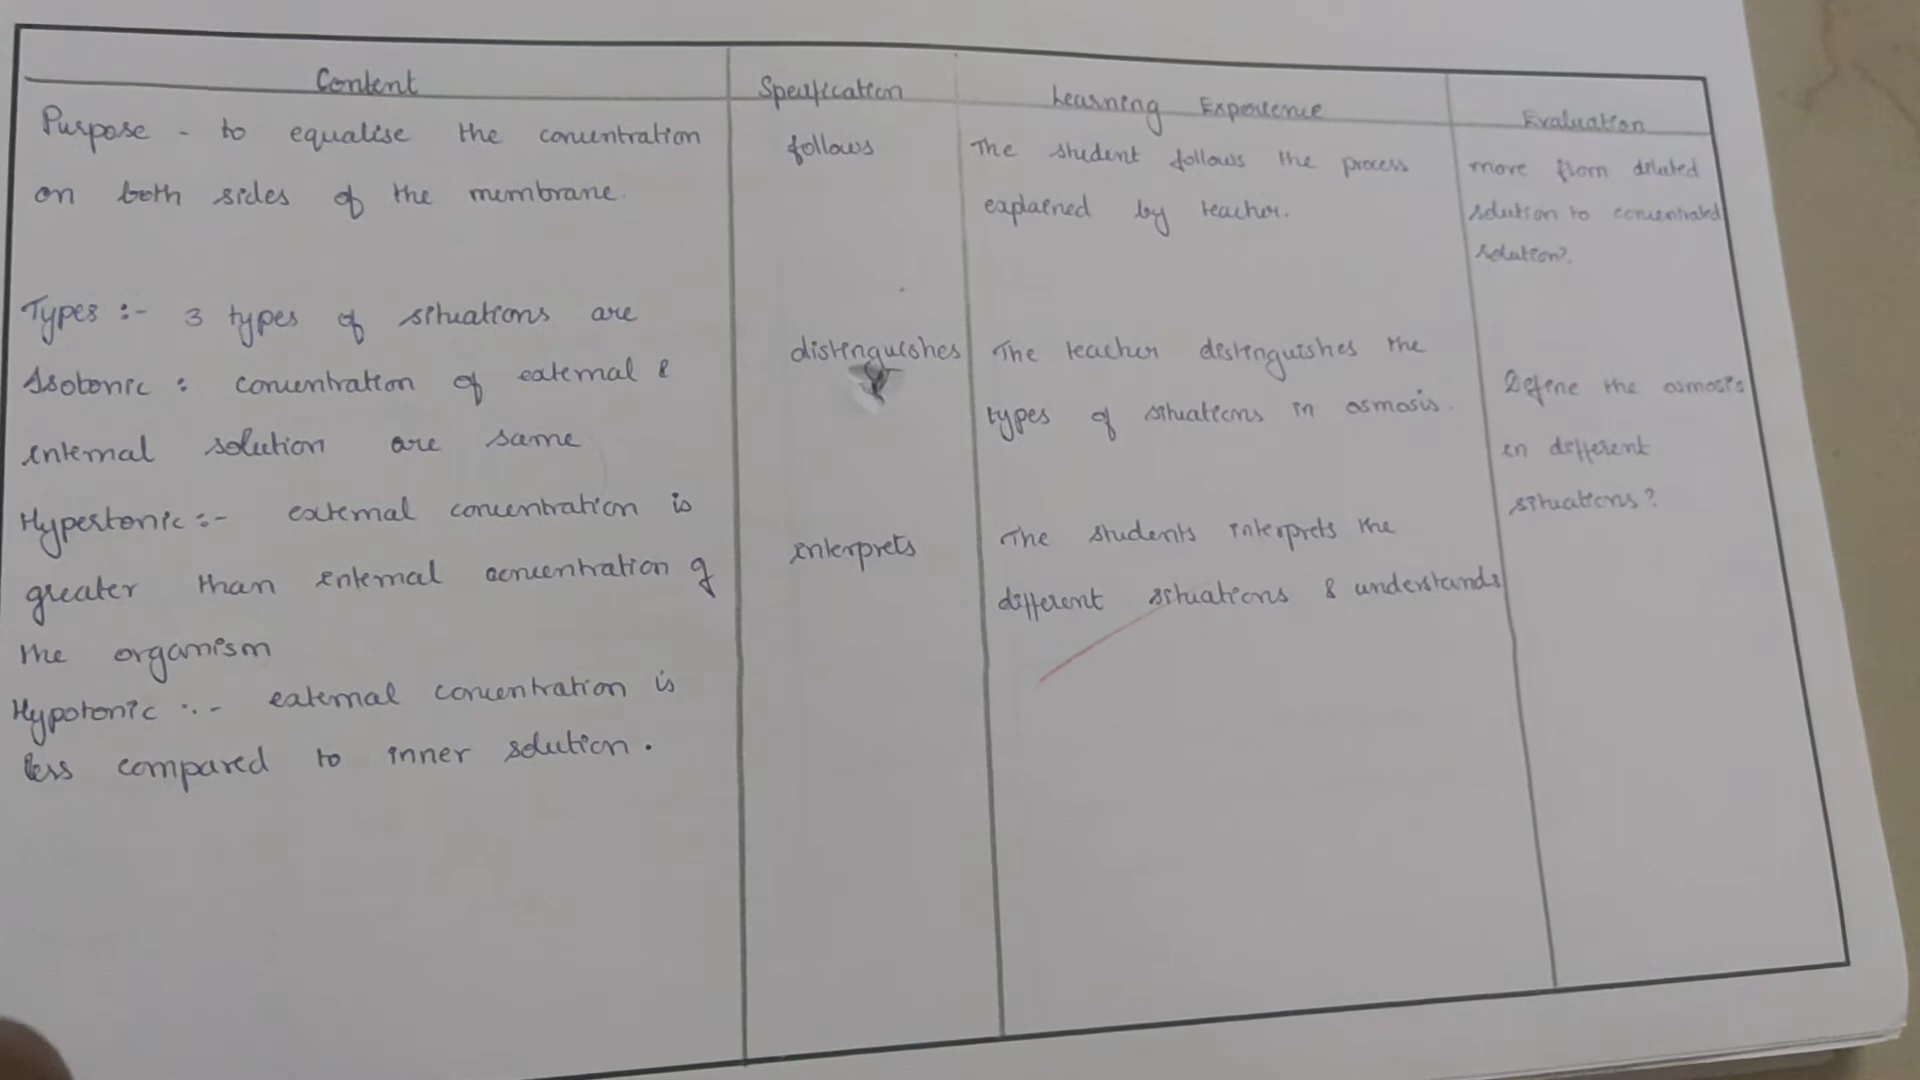 Content
Purpose - to equalise the concentration
on both sides of the membrane.
Types :- 3 types of situations are
Isotonic : concentration of external &
internal solution are same
Hypertonic :- external concentration is
greater than internal concentration of
the organism
Hypotonic :- external concentration is
less compared to inner solution.
Specification
follows
distinguishes
interprets
Learning Experience
The student follows the process
explained by teacher.
The teacher distinguishes the
types of situations in osmosis.
The students interprets the
different situations & understands
Evaluation
move from diluted
solution to concentrated
solution?
Define the osmosis
in different
situations?